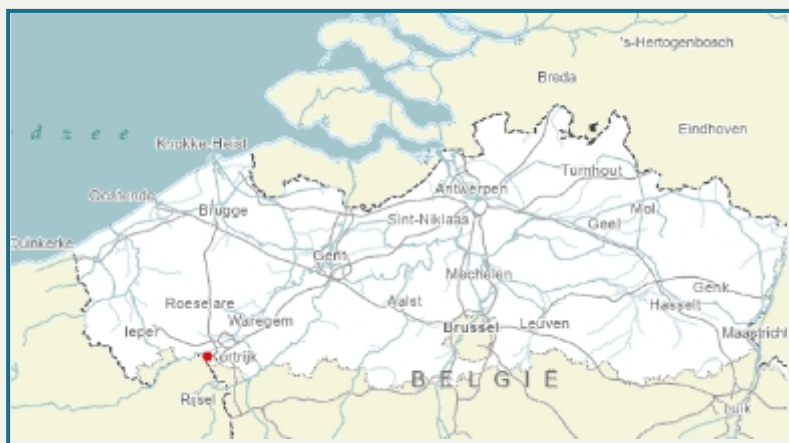 's-Hertogenbosch
Breda
d z e e
Eindhoven
Knokke-Heist
Turnhout
Antwerpen
Oostende
Mol
Brugge
Sint-Niklaas
Geel
Duinkerke
Gent
Mechelen
Genk
Roeselare
Aalst
Hasselt
Waregem
Ieper
Brussel
Leuven
Maastricht
Kortrijk
BELGIË
Rijsel
Luik